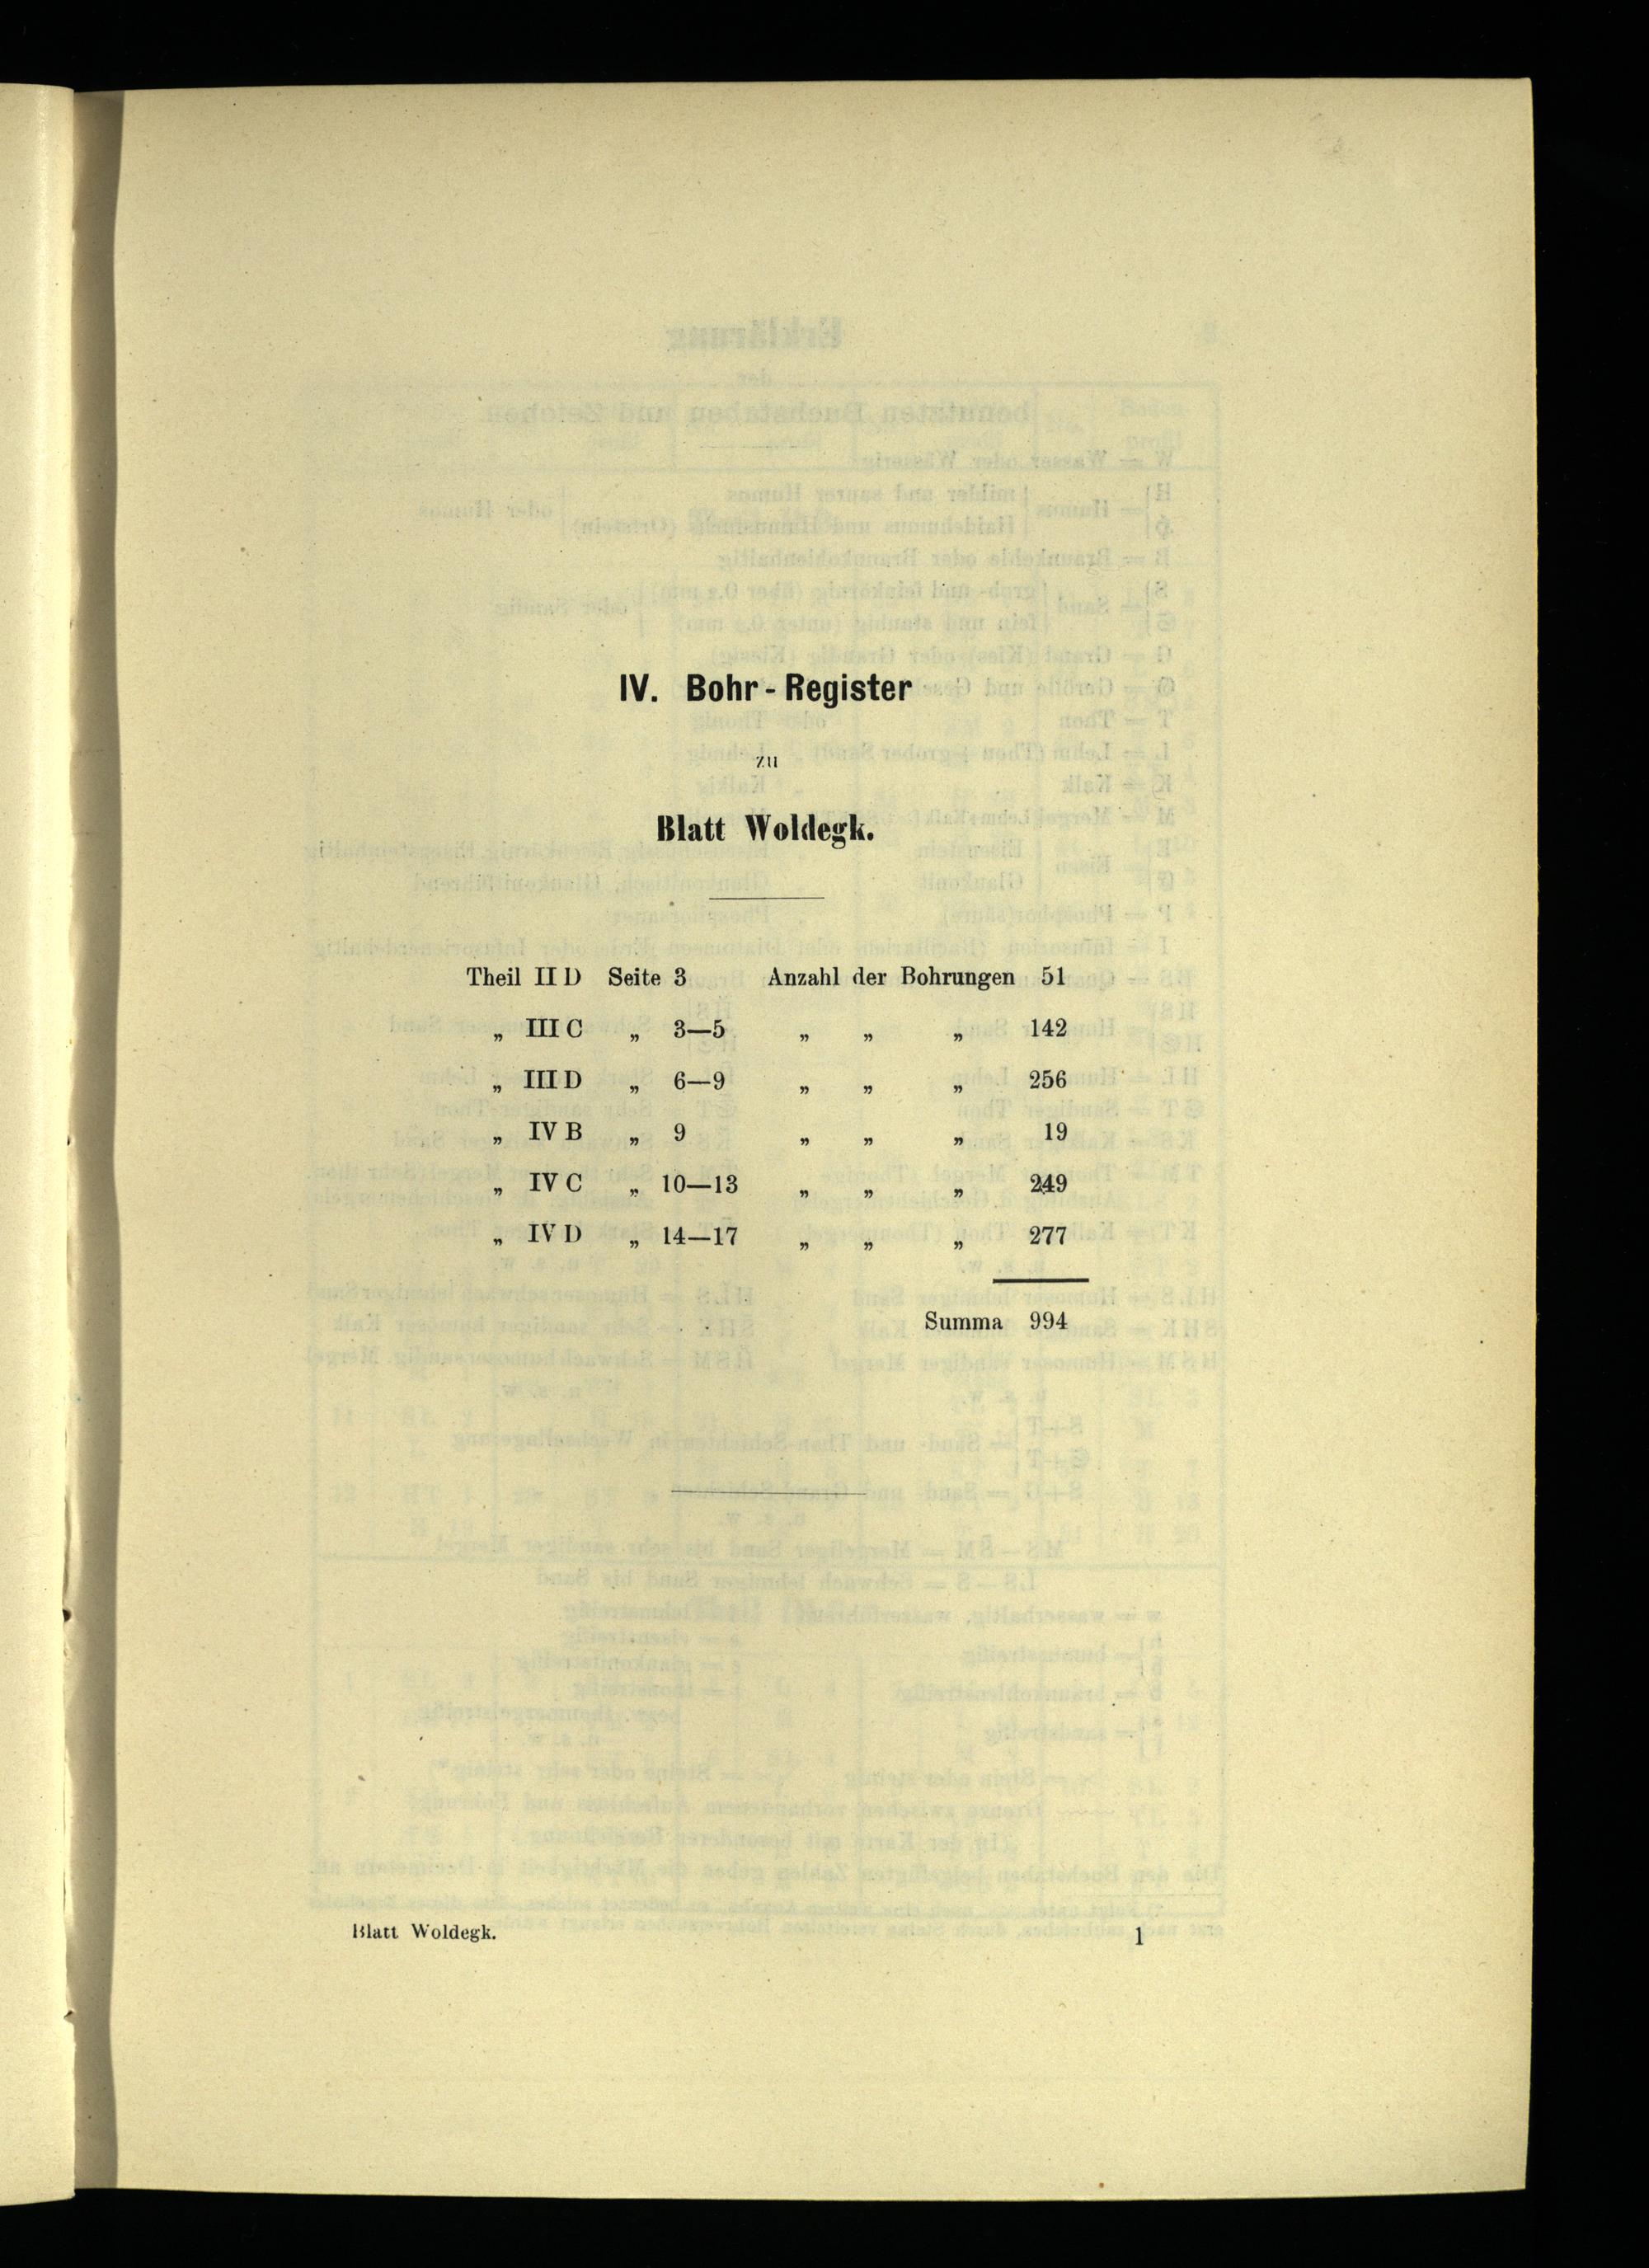 IV. Bohr-Register
zu
Blatt Woldegk.
Theil II D Seite 3 Anzahl der Bohrungen 51
„ III C „ 3—5 „ „ „ 142
„ III D „ 6—9 „ „ „ 256
„ IV B „ 9 „ „ „ 19
„ IV C „ 10—13 „ „ „ 249
„ IV D „ 14—17 „ „ „ 277
Summa 994
Blatt Woldegk. 1